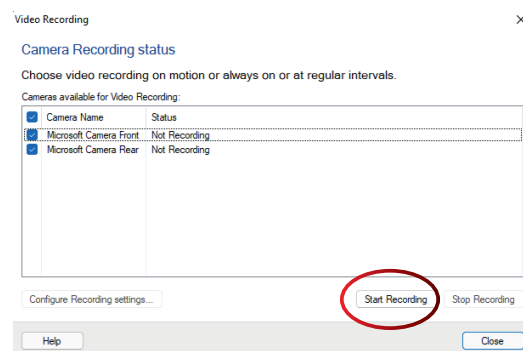 Video Recording
Camera Recording status
Choose video recording on motion or always on or at regular intervals.
Cameras available for Video Recording:
Camera Name Status
Microsoft Camera Front Not Recording
Microsoft Camera Rear Not Recording
Configure Recording settings... Start Recording Stop Recording
Help Close